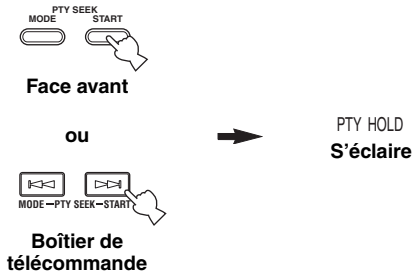 PTY SEEK
MODE START
Face avant
ou
MODE–PTY SEEK–START
Boîtier de
télécommande
PTY HOLD
S'éclaire